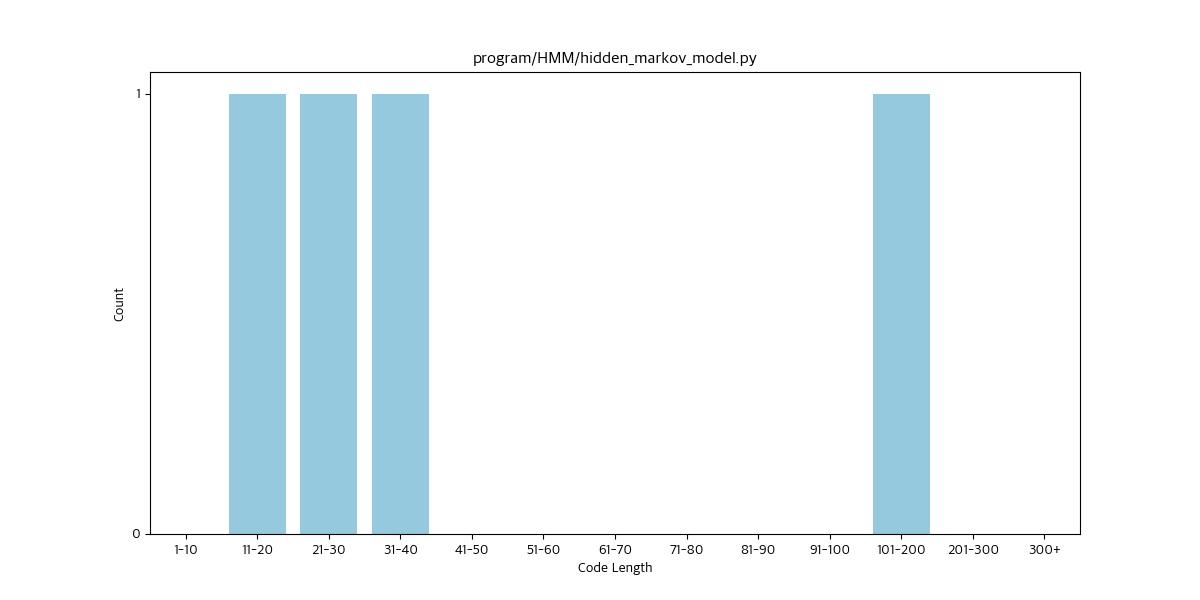 program/HMM/hidden_markov_model.py
1
Count
0
1-10 11-20 21-30 31-40 41-50 51-60 61-70 71-80 81-90 91-100 101-200 201-300 300+
Code Length